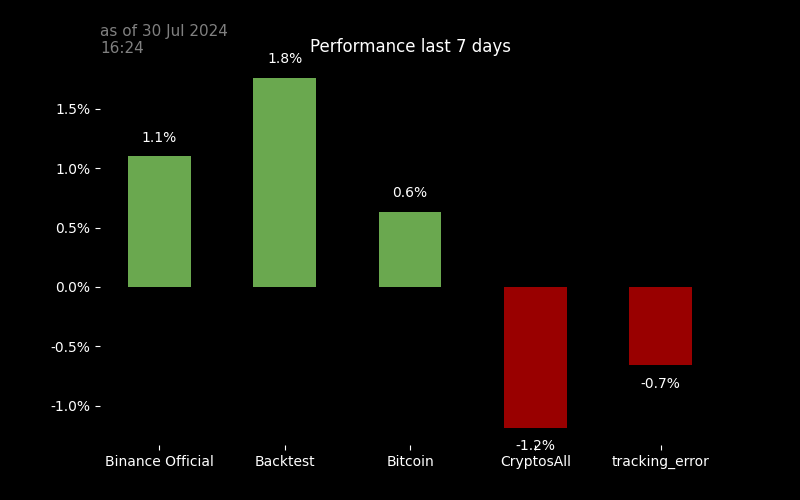 as of 30 Jul 2024
16:24
Performance last 7 days
1.8%
1.5%
1.1%
1.0%
0.6%
0.5%
0.0%
-0.5%
-0.7%
-1.0%
-1.2%
Binance Official
Backtest
Bitcoin
CryptosAll
tracking_error